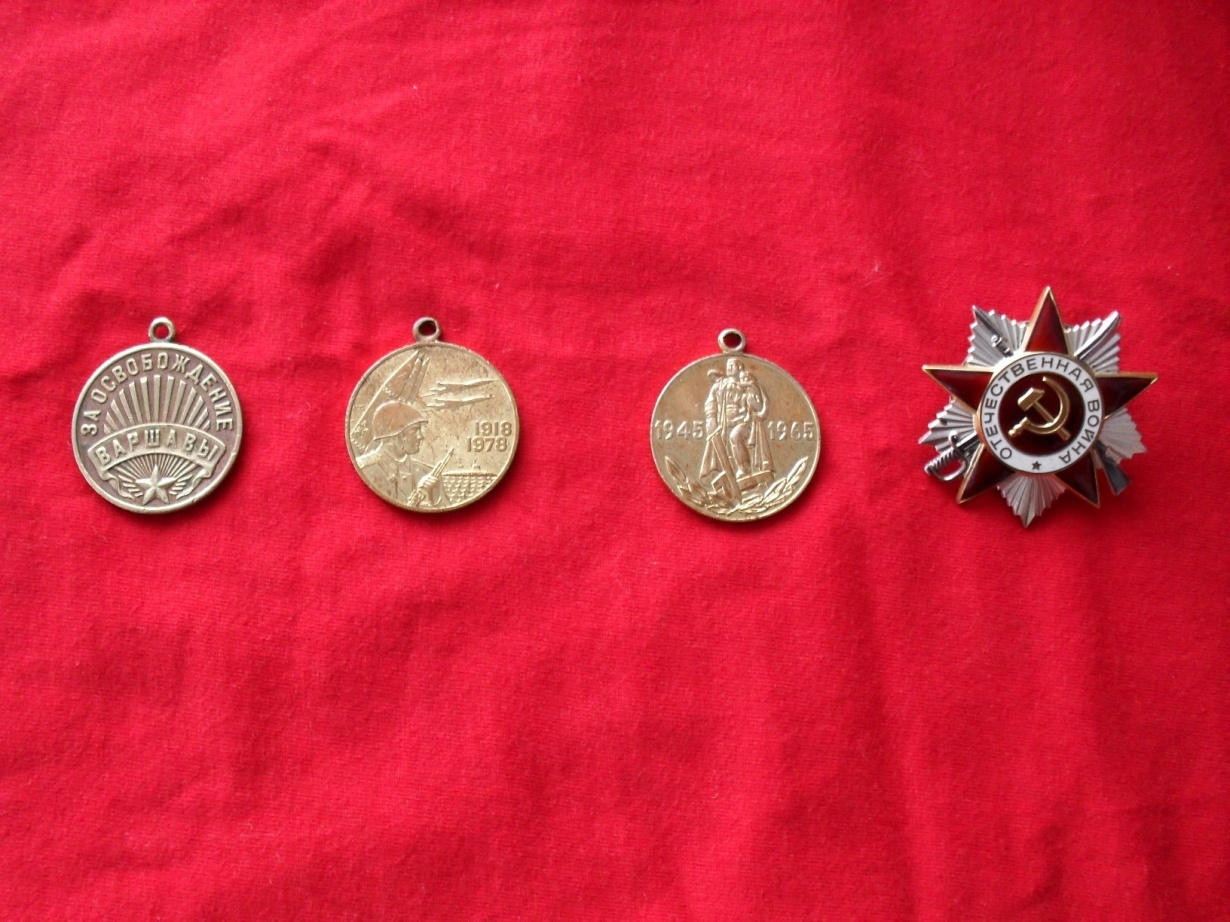 ЗА ОСВОБОЖДЕНИЕ
ВАРШАВЫ
1918
1978
1945 1965
ОТЕЧЕСТВЕННАЯ ВОЙНА